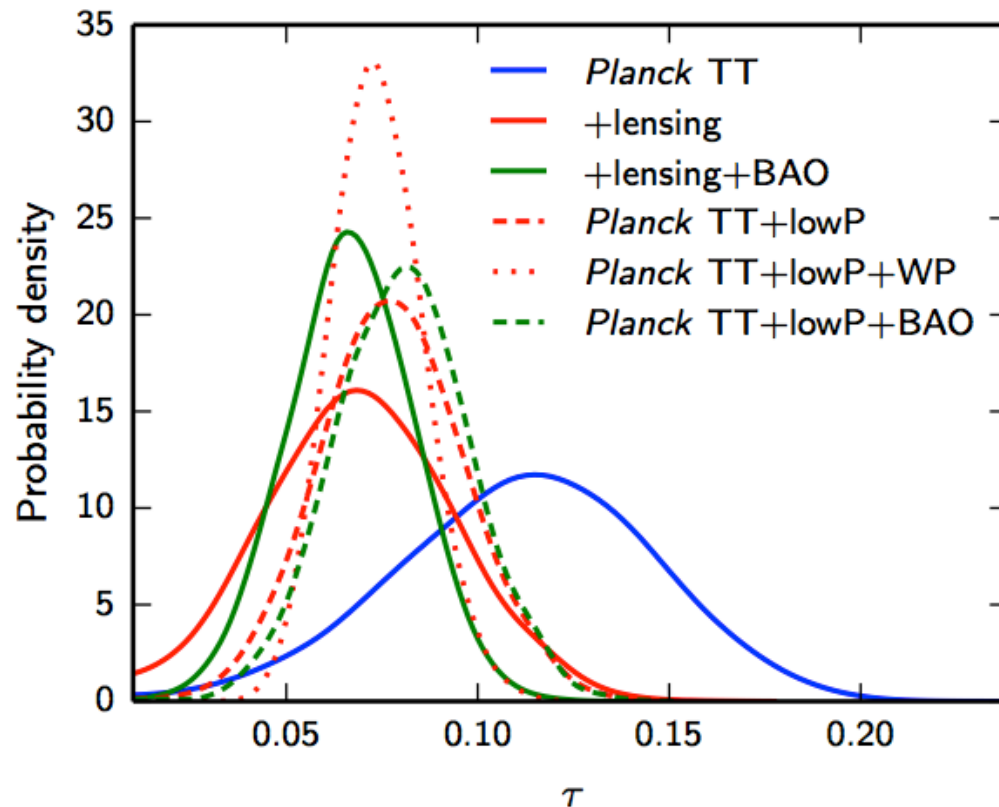 35
30
25
20
15
10
5
0
Probability density
Planck TT
+lensing
+lensing+BAO
Planck TT+lowP
Planck TT+lowP+WP
Planck TT+lowP+BAO
0.05 0.10 0.15 0.20
τ